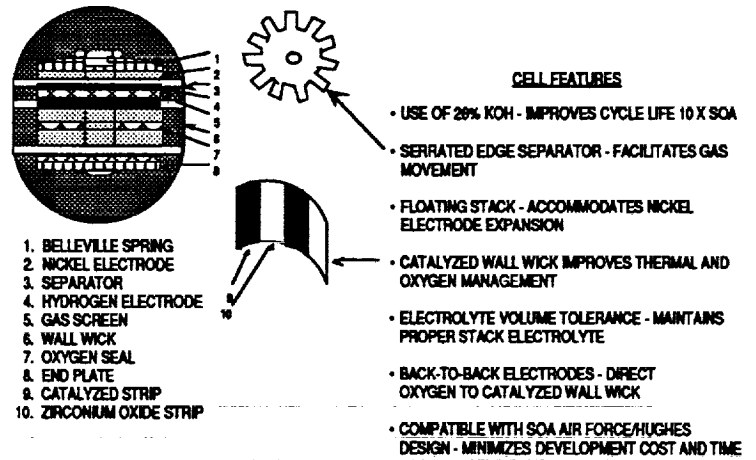 1
2
3
4
5
6
7
8
1. BELLEVILLE SPRING
2. NICKEL ELECTRODE
3. SEPARATOR
4. HYDROGEN ELECTRODE
5. GAS SCREEN
6. WALL WICK
7. OXYGEN SEAL
8. END PLATE
9. CATALYZED STRIP
10. ZIRCONIUM OXIDE STRIP
9
10
CELL FEATURES
• USE OF 26% KOH - IMPROVES CYCLE LIFE 10 X SOA
• SERRATED EDGE SEPARATOR - FACILITATES GAS
MOVEMENT
• FLOATING STACK - ACCOMMODATES NICKEL
ELECTRODE EXPANSION
• CATALYZED WALL WICK IMPROVES THERMAL AND
OXYGEN MANAGEMENT
• ELECTROLYTE VOLUME TOLERANCE - MAINTAINS
PROPER STACK ELECTROLYTE
• BACK-TO-BACK ELECTRODES - DIRECT
OXYGEN TO CATALYZED WALL WICK
• COMPATIBLE WITH SOA AIR FORCE/HUGHES
DESIGN - MINIMIZES DEVELOPMENT COST AND TIME